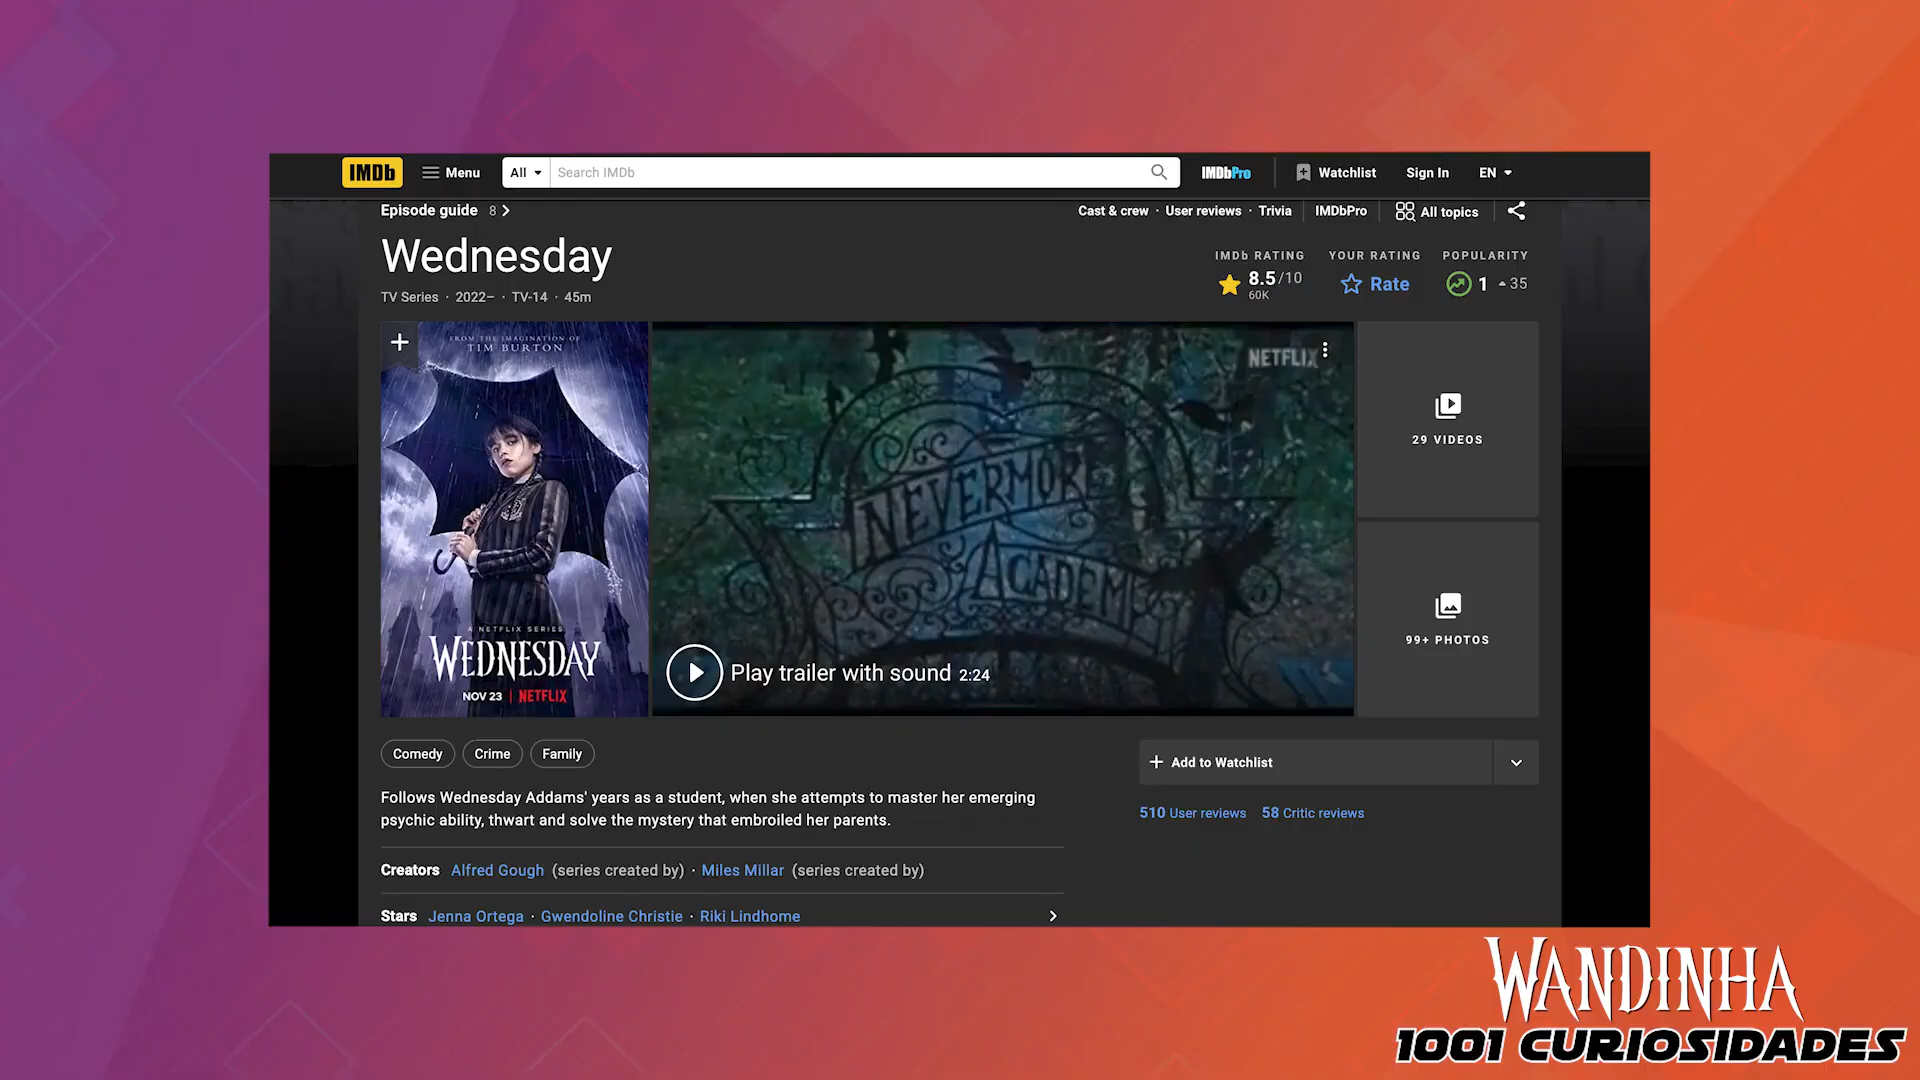 IMDb Menu All Search IMDb IMDbPro Watchlist Sign In EN
Episode guide 8 Cast & crew · User reviews · Trivia IMDbPro All topics
Wednesday
IMDb RATING YOUR RATING POPULARITY
8.5/10 Rate 1 35
60K
TV Series · 2022– · TV-14 · 45m
FROM THE IMAGINATION OF
TIM BURTON
A NETFLIX SERIES
WEDNESDAY
NOV 23 | NETFLIX
NETFLIX
NEVERMORE
ACADEMY
Play trailer with sound 2:24
29 VIDEOS
99+ PHOTOS
Comedy Crime Family
Add to Watchlist
Follows Wednesday Addams' years as a student, when she attempts to master her emerging
psychic ability, thwart and solve the mystery that embroiled her parents.
510 User reviews 58 Critic reviews
Creators Alfred Gough (series created by) · Miles Millar (series created by)
Stars Jenna Ortega · Gwendoline Christie · Riki Lindhome
WANDINHA
1001 CURIOSIDADES